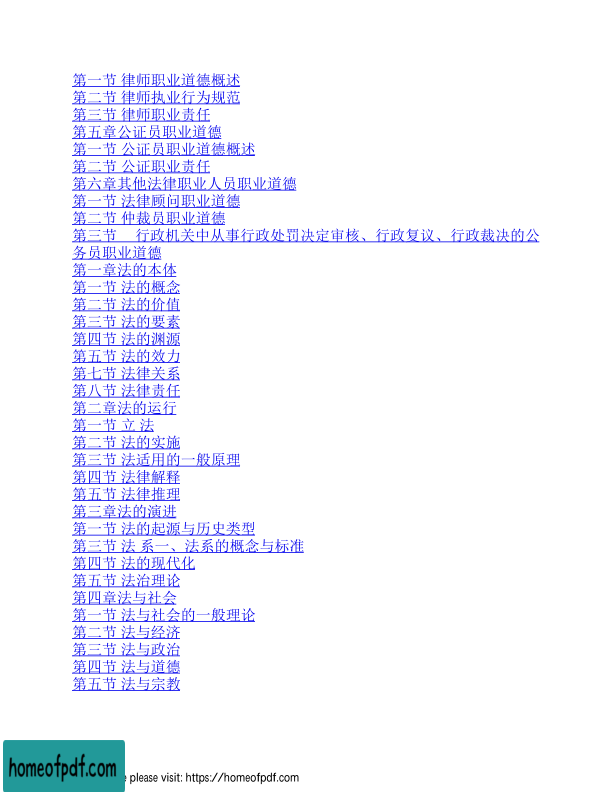 第一节 律师职业道德概述
第二节 律师执业行为规范
第三节 律师职业责任
第五章公证员职业道德
第一节 公证员职业道德概述
第二节 公证职业责任
第六章其他法律职业人员职业道德
第一节 法律顾问职业道德
第二节 仲裁员职业道德
第三节 行政机关中从事行政处罚决定审核、行政复议、行政裁决的公
务员职业道德
第一章法的本体
第一节 法的概念
第二节 法的价值
第三节 法的要素
第四节 法的渊源
第五节 法的效力
第七节 法律关系
第八节 法律责任
第二章法的运行
第一节 立 法
第二节 法的实施
第三节 法适用的一般原理
第四节 法律解释
第五节 法律推理
第三章法的演进
第一节 法的起源与历史类型
第三节 法 系一、法系的概念与标准
第四节 法的现代化
第五节 法治理论
第四章法与社会
第一节 法与社会的一般理论
第二节 法与经济
第三节 法与政治
第四节 法与道德
第五节 法与宗教
homeofpdf.com
e please visit: https://homeofpdf.com